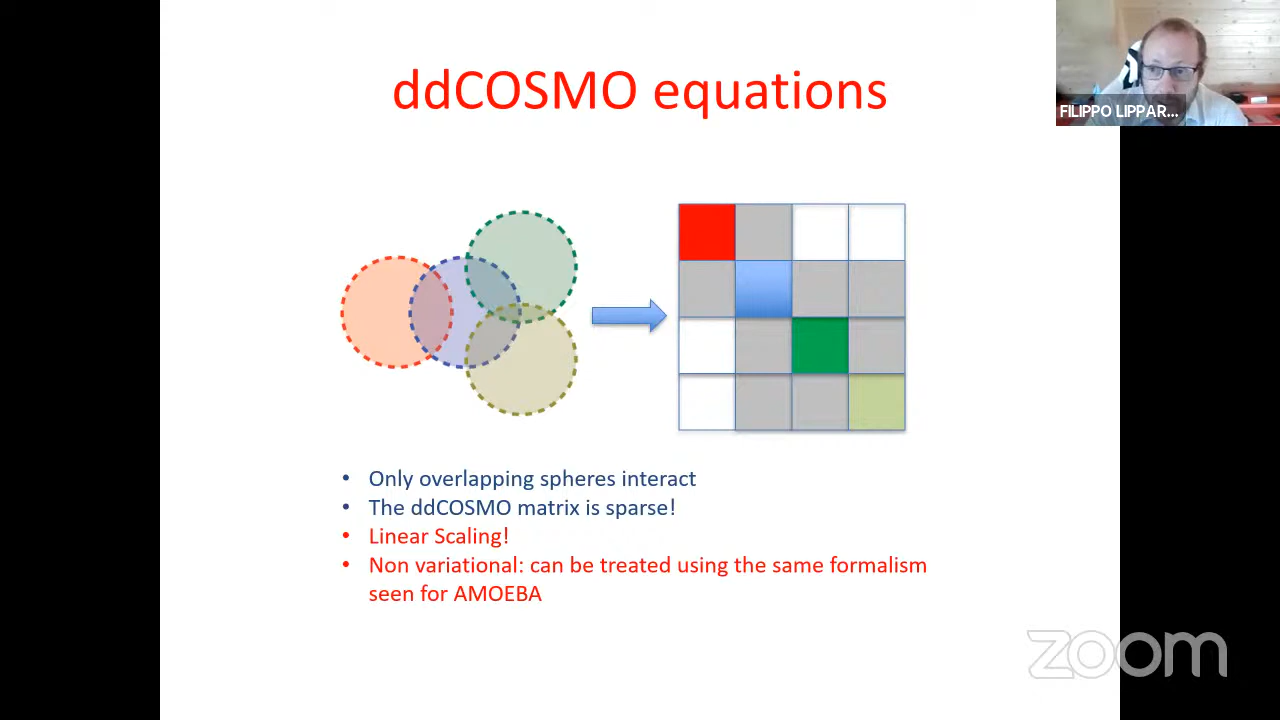 ddCOSMO equations
FILIPPO LIPPAR...
• Only overlapping spheres interact
• The ddCOSMO matrix is sparse!
• Linear Scaling!
• Non variational: can be treated using the same formalism
seen for AMOEBA
zoom